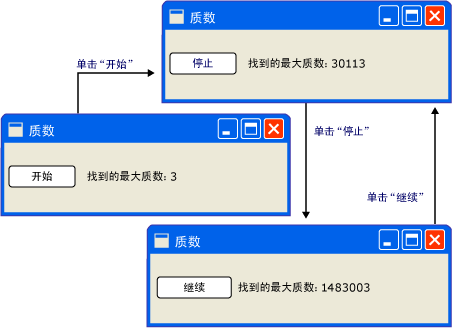 质数
停止 找到的最大质数: 30113
单击“开始”
质数
开始 找到的最大质数: 3
单击“停止”
单击“继续”
质数
继续 找到的最大质数: 1483003